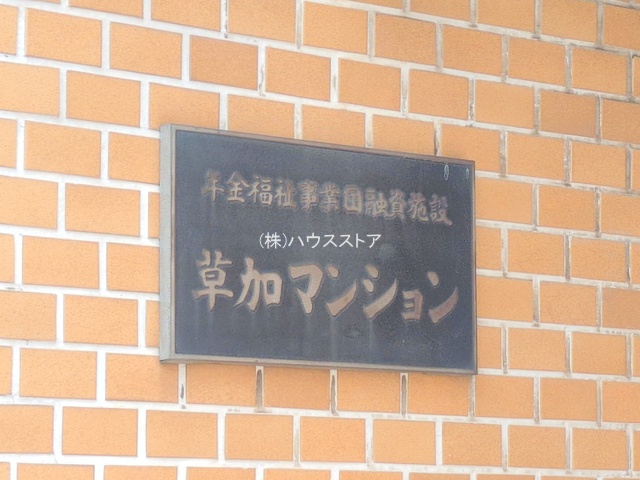 年金福祉事業団融資施設
(株)ハウスストア
草加マンション